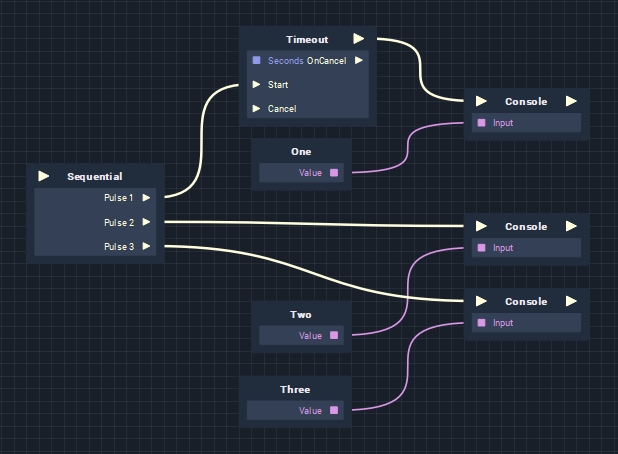 Timeout
Seconds OnCancel
Start
Cancel
Console
Input
One
Value
Sequential
Pulse 1
Pulse 2
Pulse 3
Console
Input
Console
Input
Two
Value
Three
Value